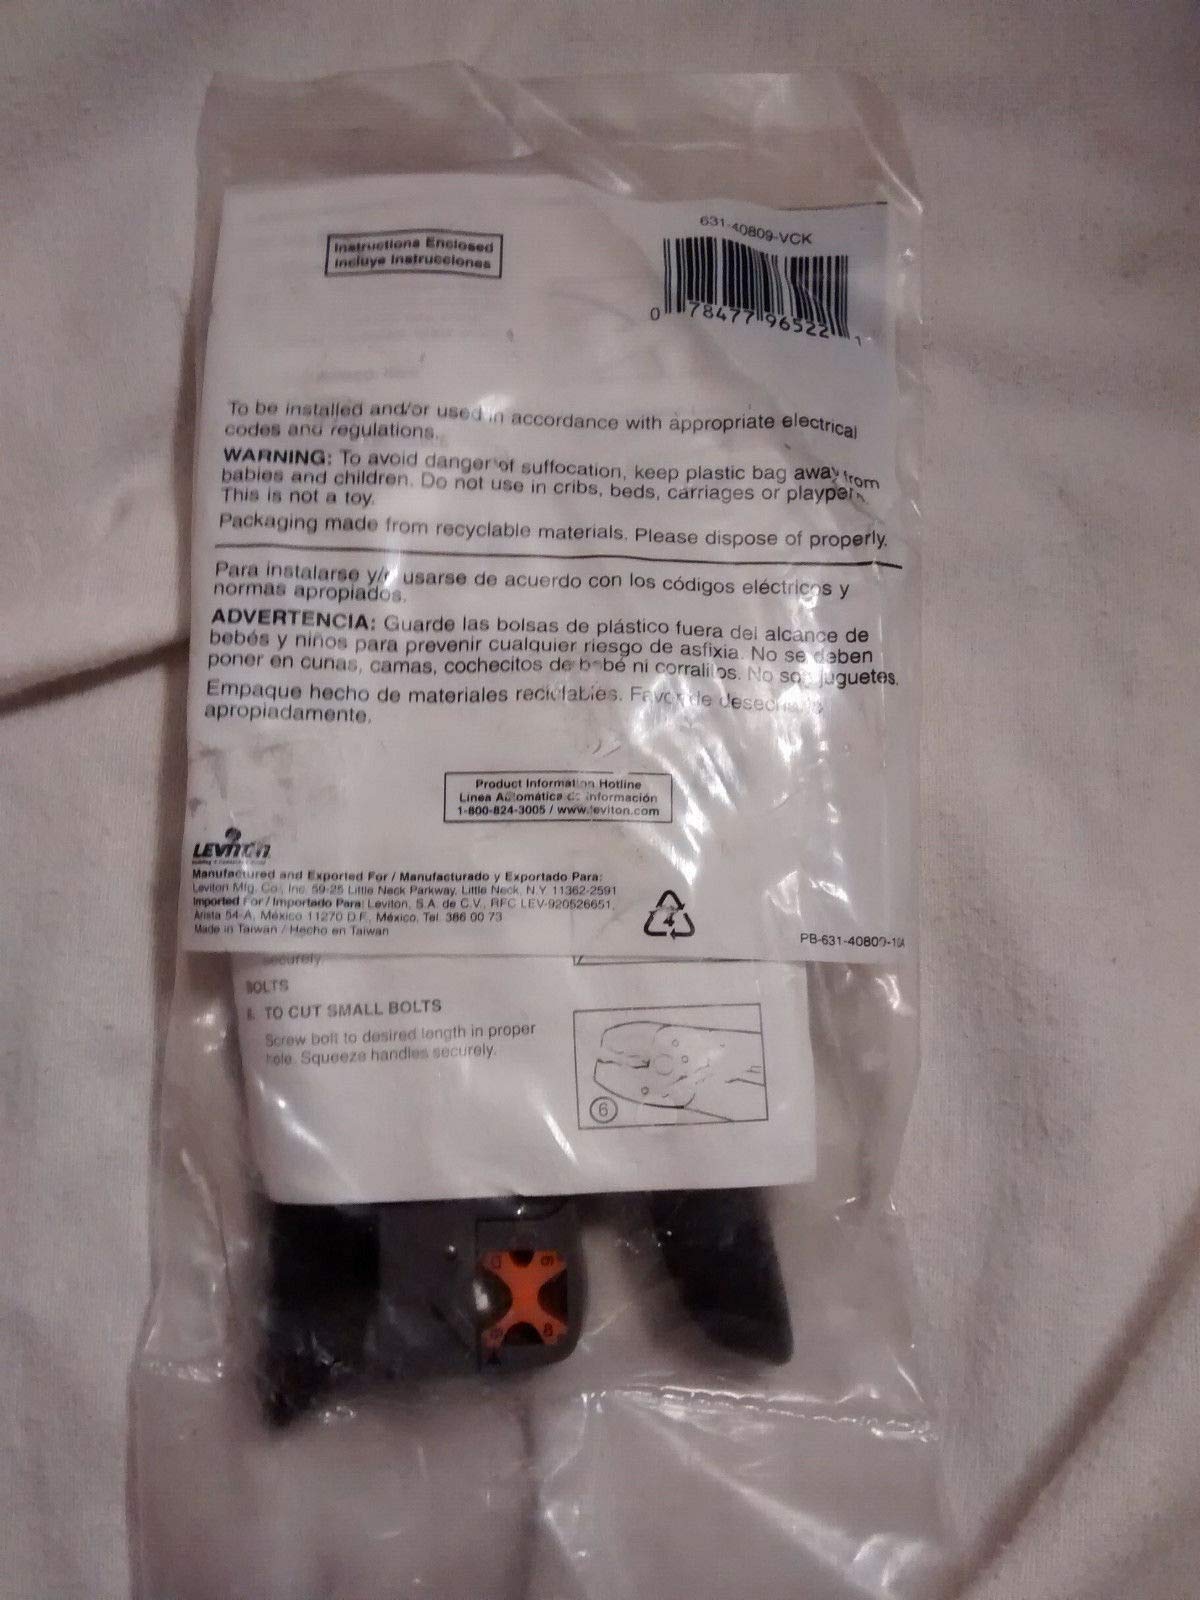 Instructions Enclosed
Incluye Instrucciones
631-40809-VCK
0 78477 96522 1
To be installed and/or used in accordance with appropriate electrical
codes and regulations.
WARNING: To avoid danger of suffocation, keep plastic bag away from
babies and children. Do not use in cribs, beds, carriages or playpens.
This is not a toy.
Packaging made from recyclable materials. Please dispose of properly.
Para instalarse y/o usarse de acuerdo con los códigos eléctricos y
normas apropiados.
ADVERTENCIA: Guarde las bolsas de plástico fuera del alcance de
bebés y niños para prevenir cualquier riesgo de asfixia. No se deben
poner en cunas, camas, cochecitos de bebé ni corralitos. No son juguetes.
Empaque hecho de materiales reciclables. Favor de desecharlo
apropiadamente.
Product Information Hotline
Línea Automática de Información
1-800-824-3005 / www.leviton.com
LEVITON
Manufactured and Exported For / Manufacturado y Exportado Para:
Leviton Mfg. Co., Inc. 59-25 Little Neck Parkway, Little Neck, N.Y. 11362-2591
Imported For / Importado Para: Leviton, S.A. de C.V., RFC LEV-920526651,
Arista 54-A, México 11270 D.F., México, Tel. 386 00 73
Made in Taiwan / Hecho en Taiwan
4
PB-631-40809-10A
securely.
BOLTS
6. TO CUT SMALL BOLTS
Screw bolt to desired length in proper
hole. Squeeze handles securely.
6